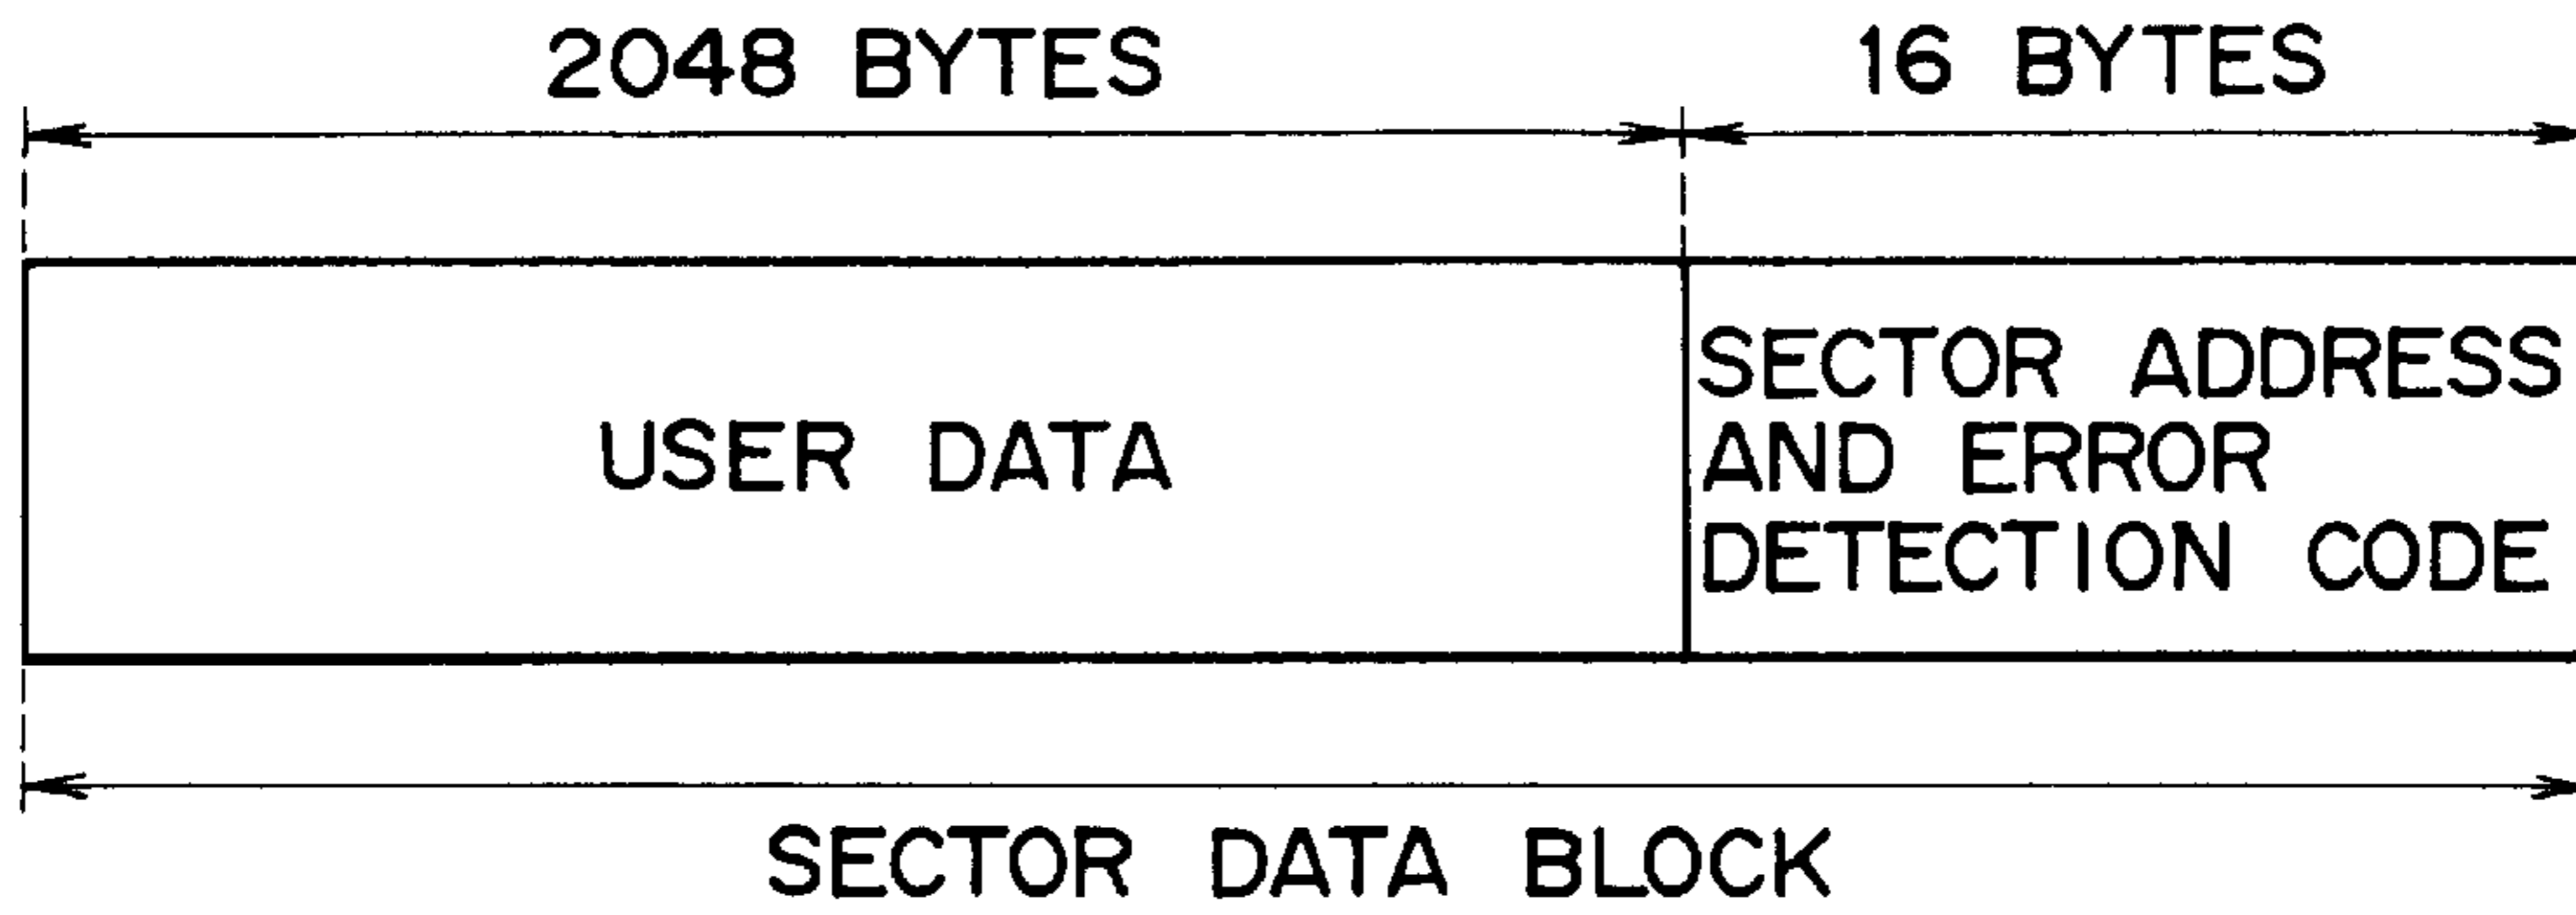 2048 BYTES
16 BYTES
USER DATA
SECTOR ADDRESS
AND ERROR
DETECTION CODE
SECTOR DATA BLOCK